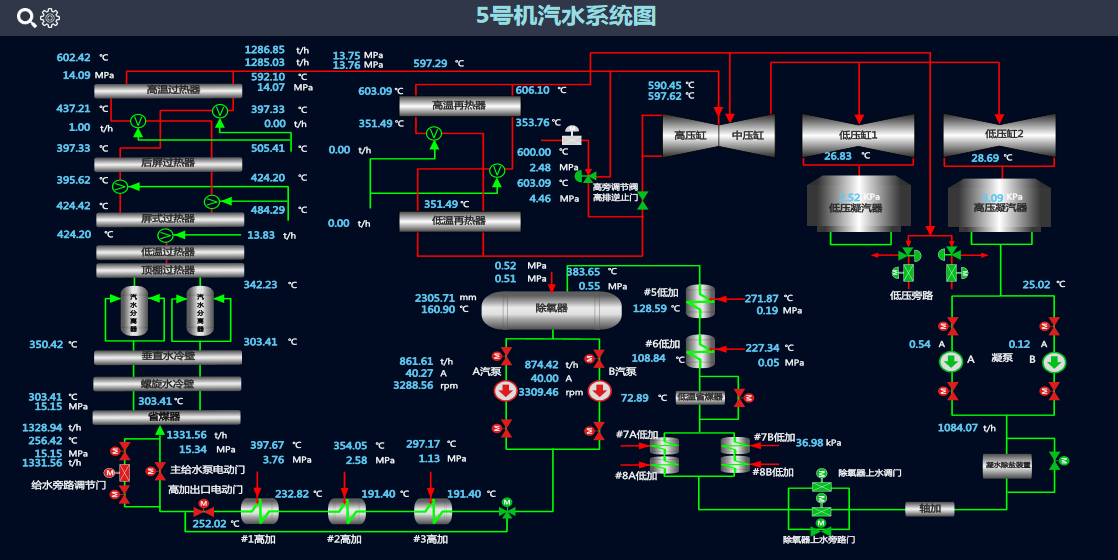 5号机汽水系统图
602.42 ℃
14.09 MPa
高温过热器
437.21 ℃
1.00 t/h
397.33 ℃
后屏过热器
395.62 ℃
424.42 ℃
屏式过热器
424.20 ℃
低温过热器
顶棚过热器
汽水分离器
汽水分离器
350.42 ℃
垂直水冷壁
螺旋水冷壁
303.41 ℃
303.41 ℃
15.15 MPa
省煤器
1328.94 t/h
256.42 ℃
15.15 MPa
1331.56 t/h
给水旁路调节门
1286.85 t/h
1285.03 t/h
592.10 ℃
14.07 MPa
397.33 ℃
0.00 t/h
505.41 ℃
424.20 ℃
484.29 ℃
13.83 t/h
342.23 ℃
303.41 ℃
1331.56 t/h
15.34 MPa
主给水泵电动门
高加出口电动门
252.02 ℃
13.75 MPa
13.76 MPa
597.29 ℃
603.09 ℃
606.10 ℃
高温再热器
351.49 ℃
353.76 ℃
0.00 t/h
351.49 ℃
0.00 t/h
低温再热器
600.00 ℃
2.48 MPa
603.09 ℃
4.46 MPa
高旁调节阀
高排逆止门
590.45 ℃
597.62 ℃
高压缸
中压缸
低压缸1
低压缸2
26.83 ℃
28.69 ℃
KPa
低压凝汽器
KPa
高压凝汽器
低压旁路
0.52 MPa
0.51 MPa
383.65 ℃
0.55 MPa
2305.71 mm
160.90 ℃
除氧器
861.61 t/h
A汽泵
40.27 A
3288.56 rpm
874.42 t/h
B汽泵
40.00 A
3309.46 rpm
#5低加
128.59 ℃
271.87 ℃
0.19 MPa
#6低加
108.84 ℃
227.34 ℃
0.05 MPa
72.89 ℃
低温省煤器
#7A低加
#7B低加
36.98 kPa
#8A低加
#8B低加
397.67 ℃
3.76 MPa
354.05 ℃
2.58 MPa
297.17 ℃
1.13 MPa
232.82 ℃
191.40 ℃
191.40 ℃
#1高加
#2高加
#3高加
25.02 ℃
0.54 A
0.12 A
凝泵
A
B
1084.07 t/h
凝水除盐装置
轴加
除氧器上水调门
除氧器上水旁路门